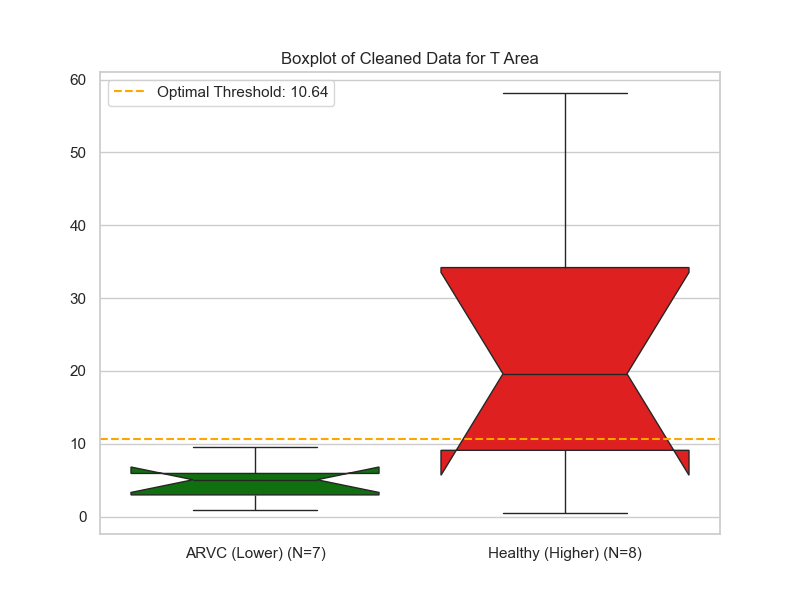 Boxplot of Cleaned Data for T Area
60
Optimal Threshold: 10.64
50
40
30
20
10
0
ARVC (Lower) (N=7)
Healthy (Higher) (N=8)